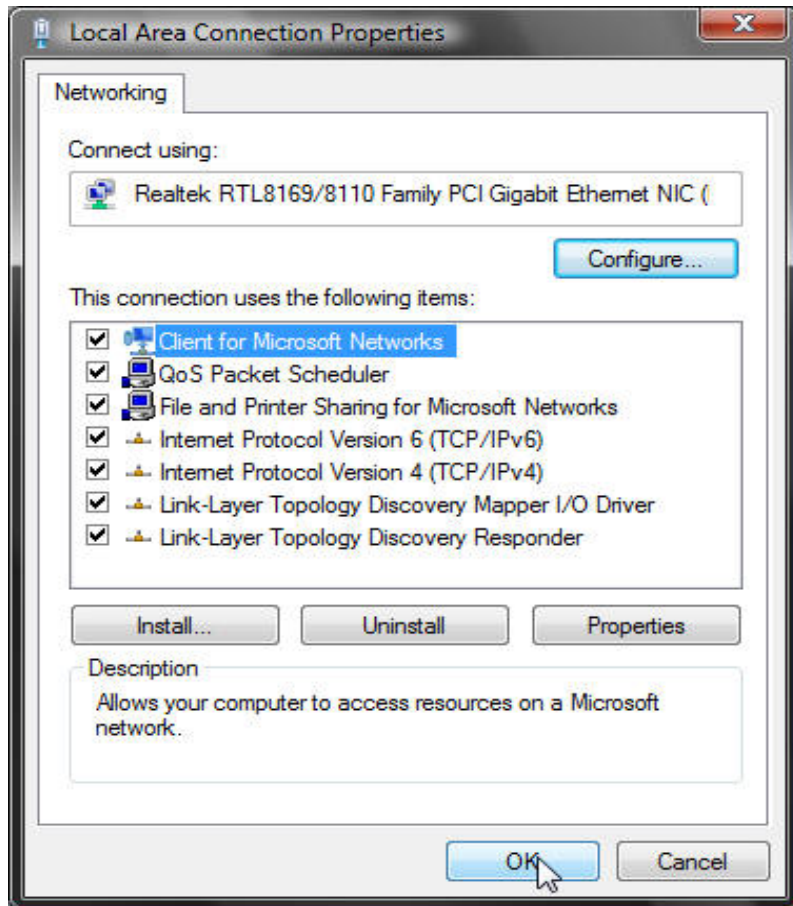 Local Area Connection Properties
Networking
Connect using:
Realtek RTL8169/8110 Family PCI Gigabit Ethernet NIC (
Configure...
This connection uses the following items:
Client for Microsoft Networks
QoS Packet Scheduler
File and Printer Sharing for Microsoft Networks
Internet Protocol Version 6 (TCP/IPv6)
Internet Protocol Version 4 (TCP/IPv4)
Link-Layer Topology Discovery Mapper I/O Driver
Link-Layer Topology Discovery Responder
Install... Uninstall Properties
Description
Allows your computer to access resources on a Microsoft
network.
OK Cancel